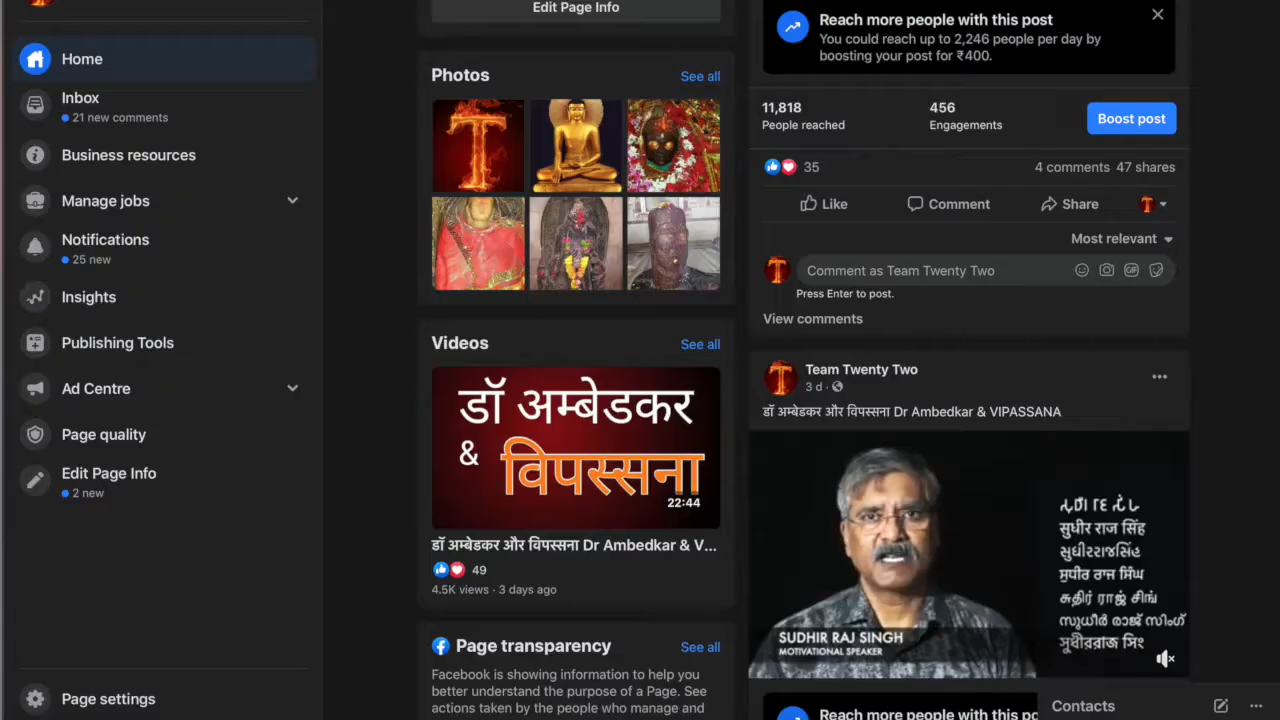 Home
Inbox
21 new comments
Business resources
Manage jobs
Notifications
25 new
Insights
Publishing Tools
Ad Centre
Page quality
Edit Page Info
2 new
Page settings
Edit Page Info
Photos
See all
T
Videos
See all
डॉ अम्बेडकर
&
विपस्सना
22:44
डॉ अम्बेडकर और विपस्सना Dr Ambedkar & V...
49
4.5K views · 3 days ago
Page transparency
See all
Facebook is showing information to help you
better understand the purpose of a Page. See
actions taken by the people who manage and
Reach more people with this post
You could reach up to 2,246 people per day by
boosting your post for ₹400.
11,818
People reached
456
Engagements
Boost post
35
4 comments 47 shares
Like
Comment
Share
Most relevant
Comment as Team Twenty Two
GIF
Press Enter to post.
View comments
Team Twenty Two
3 d
डॉ अम्बेडकर और विपस्सना Dr Ambedkar & VIPASSANA
सुधीर राज सिंह
સુધીરરાજસિંહ
ਸੁਧੀਰ ਰਾਜ ਸਿੰਘ
சுதிர் ராஜ் சிங்
സുധീർ രാജ് സിംഗ്
SUDHIR RAJ SINGH
MOTIVATIONAL SPEAKER
Reach more people with this po
Contacts